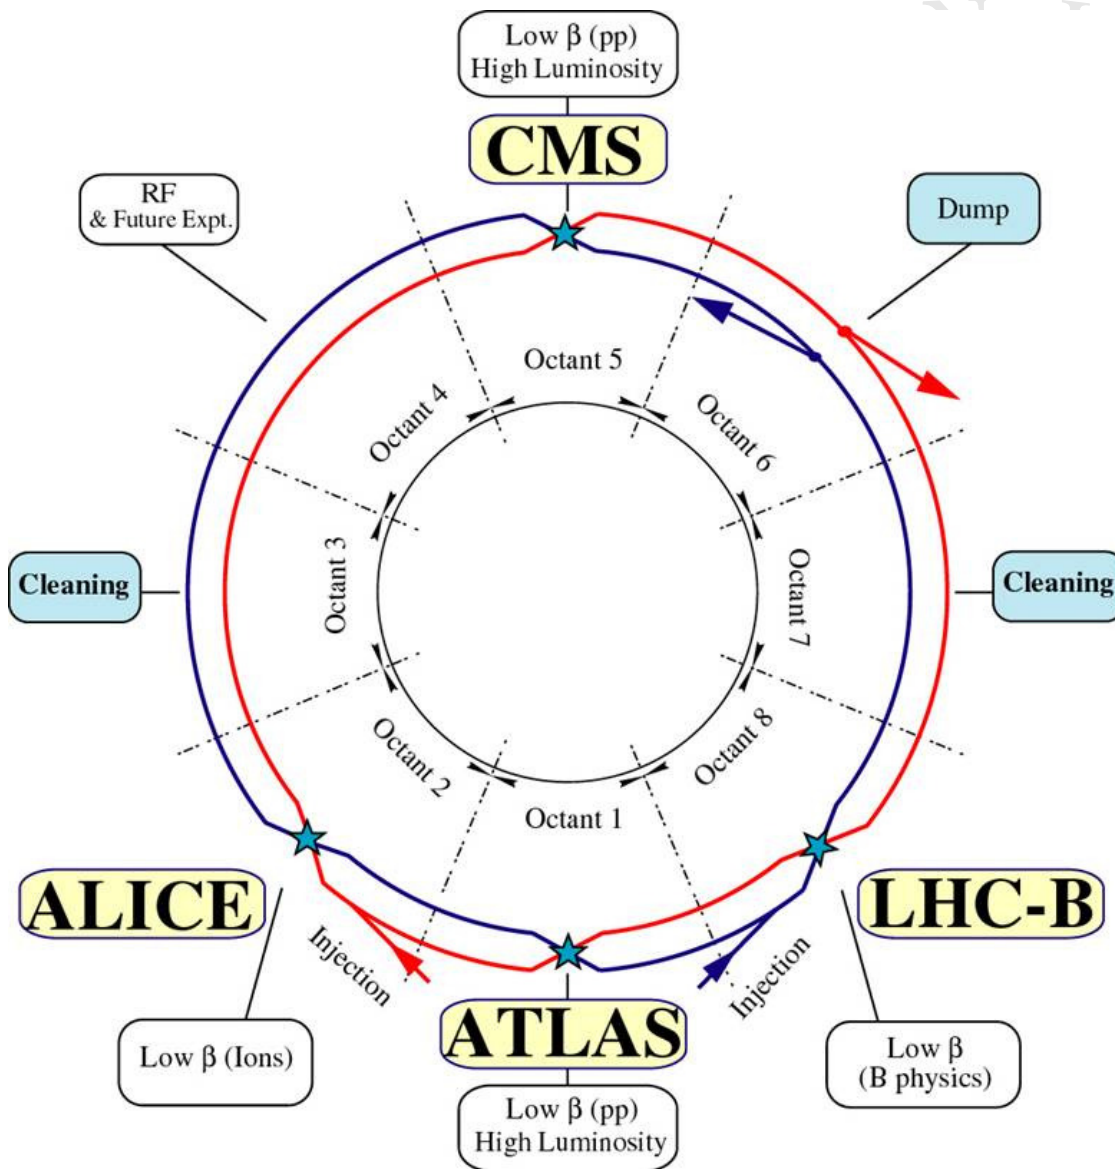 Low β (pp)
High Luminosity
CMS
RF
& Future Expt.
Dump
Octant 5
Octant 4
Octant 6
Cleaning
Octant 3
Octant 7
Cleaning
Octant 2
Octant 8
Octant 1
ALICE
LHC-B
Injection
Injection
ATLAS
Low β (Ions)
Low β
(B physics)
Low β (pp)
High Luminosity